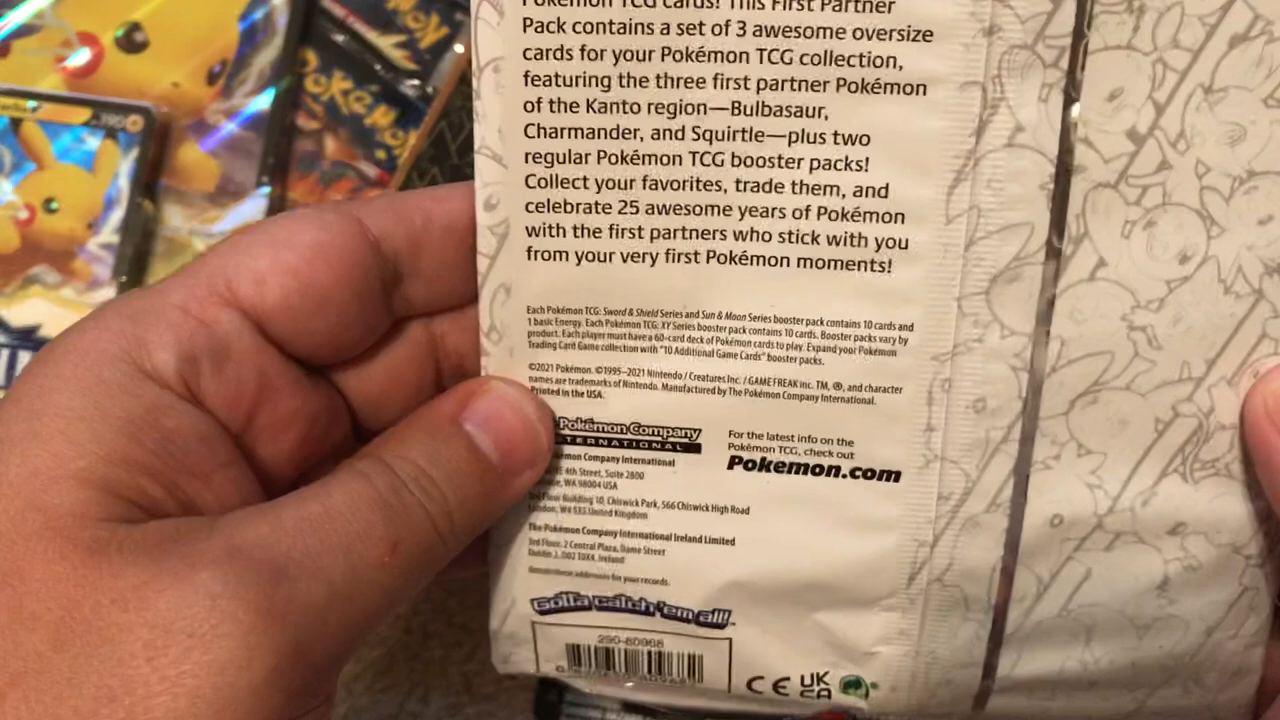 Pokémon TCG cards! This First Partner
Pack contains a set of 3 awesome oversize
cards for your Pokémon TCG collection,
featuring the three first partner Pokémon
of the Kanto region—Bulbasaur,
Charmander, and Squirtle—plus two
regular Pokémon TCG booster packs!
Collect your favorites, trade them, and
celebrate 25 awesome years of Pokémon
with the first partners who stick with you
from your very first Pokémon moments!
Each Pokémon TCG: Sword & Shield Series and Sun & Moon Series booster pack contains 10 cards and
1 basic Energy. Each Pokémon TCG: XY Series booster pack contains 10 cards. Booster packs vary by
product. Each player must have a 60-card deck of Pokémon cards to play. Expand your Pokémon
Trading Card Game collection with "10 Additional Game Cards" booster packs.
©2021 Pokémon. ©1995–2021 Nintendo / Creatures Inc. / GAME FREAK inc. TM, ®, and character
names are trademarks of Nintendo. Manufactured by The Pokémon Company International.
Printed in the USA.
Pokémon Company
TERNATIONAL
For the latest info on the
Pokémon TCG, check out
Pokemon.com
Company International
4th Street, Suite 2800
WA 98004 USA
3rd Floor Building 10, Chiswick Park, 566 Chiswick High Road
London, W4 5XS United Kingdom
The Pokémon Company International Ireland Limited
3rd Floor, 2 Central Plaza, Dame Street
Dublin 2, D02 T0X4, Ireland
addresses for your records.
Gotta catch 'em all!
290-80968
CE UK
CA
Pokémon